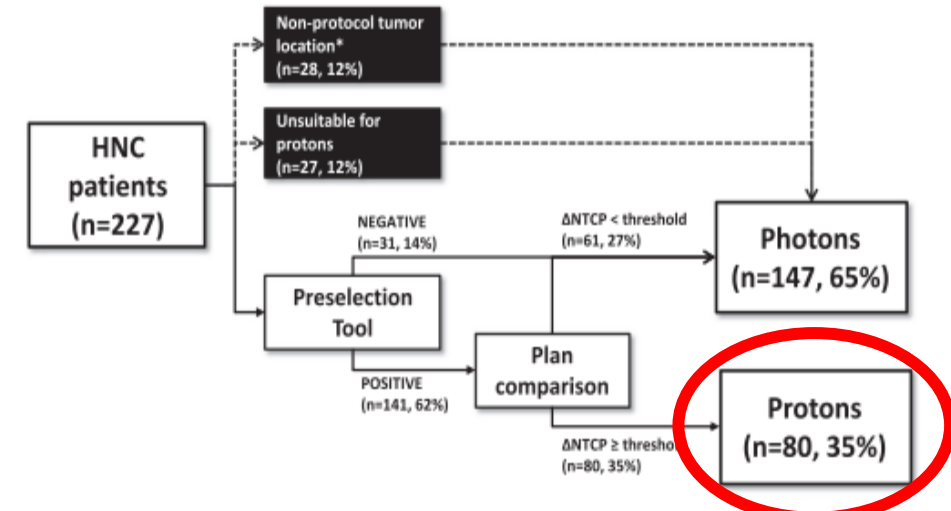 Non-protocol tumor
location*
(n=28, 12%)
Unsuitable for
protons
(n=27, 12%)
HNC
patients
(n=227)
NEGATIVE
(n=31, 14%)
ΔNTCP < threshold
(n=61, 27%)
Photons
(n=147, 65%)
Preselection
Tool
Plan
comparison
POSITIVE
(n=141, 62%)
Protons
(n=80, 35%)
ΔNTCP ≥ threshol
(n=80, 35%)